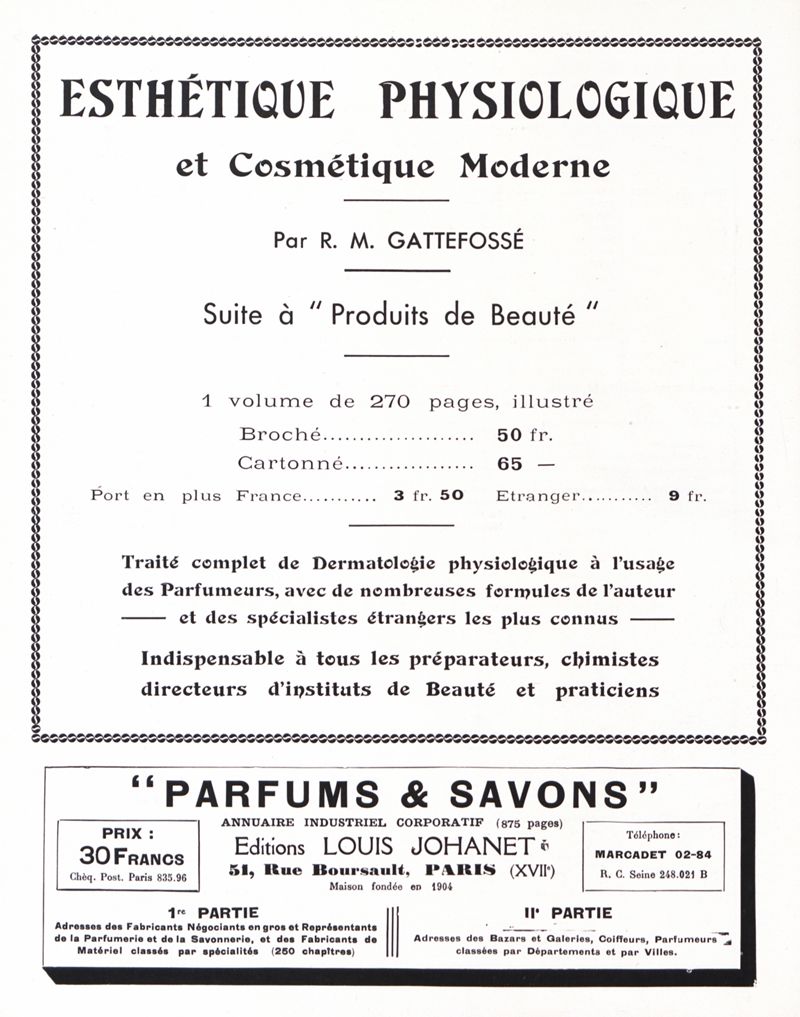 ESTHÉTIQUE PHYSIOLOGIQUE
et Cosmétique Moderne
Par R. M. GATTEFOSSÉ
Suite à " Produits de Beauté "
1 volume de 270 pages, illustré
Broché..................... 50 fr.
Cartonné.................. 65 —
Port en plus France........... 3 fr. 50 Etranger.......... 9 fr.
Traité complet de Dermatologie physiologique à l'usage
des Parfumeurs, avec de nombreuses formules de l'auteur
— et des spécialistes étrangers les plus connus —
Indispensable à tous les préparateurs, chimistes
directeurs d'instituts de Beauté et praticiens
"PARFUMS & SAVONS"
ANNUAIRE INDUSTRIEL CORPORATIF (875 pages)
PRIX :
30 FRANCS
Chèq. Post. Paris 835.96
Editions LOUIS JOHANET
51, Rue Boursault, PARIS (XVIIe)
Maison fondée en 1904
Téléphone :
MARCADET 02-84
R. C. Seine 248.021 B
1re PARTIE
Adresses des Fabricants Négociants en gros et Représentants
de la Parfumerie et de la Savonnerie, et des Fabricants de
Matériel classés par spécialités (250 chapîtres)
IIe PARTIE
Adresses des Bazars et Galeries, Coiffeurs, Parfumeurs
classées par Départements et par Villes.